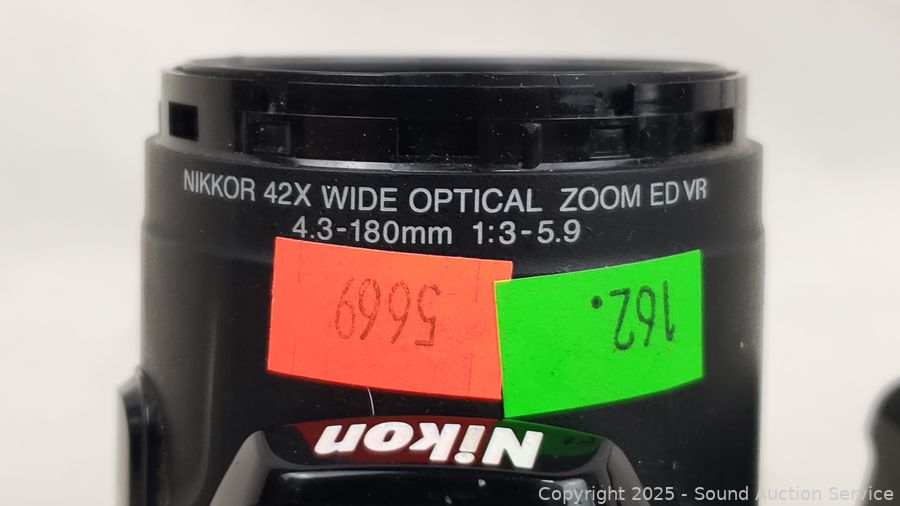 NIKKOR 42X WIDE OPTICAL ZOOM ED VR
4.3-180mm 1:3-5.9
5669
162.
Nikon
Copyright 2025 - Sound Auction Service